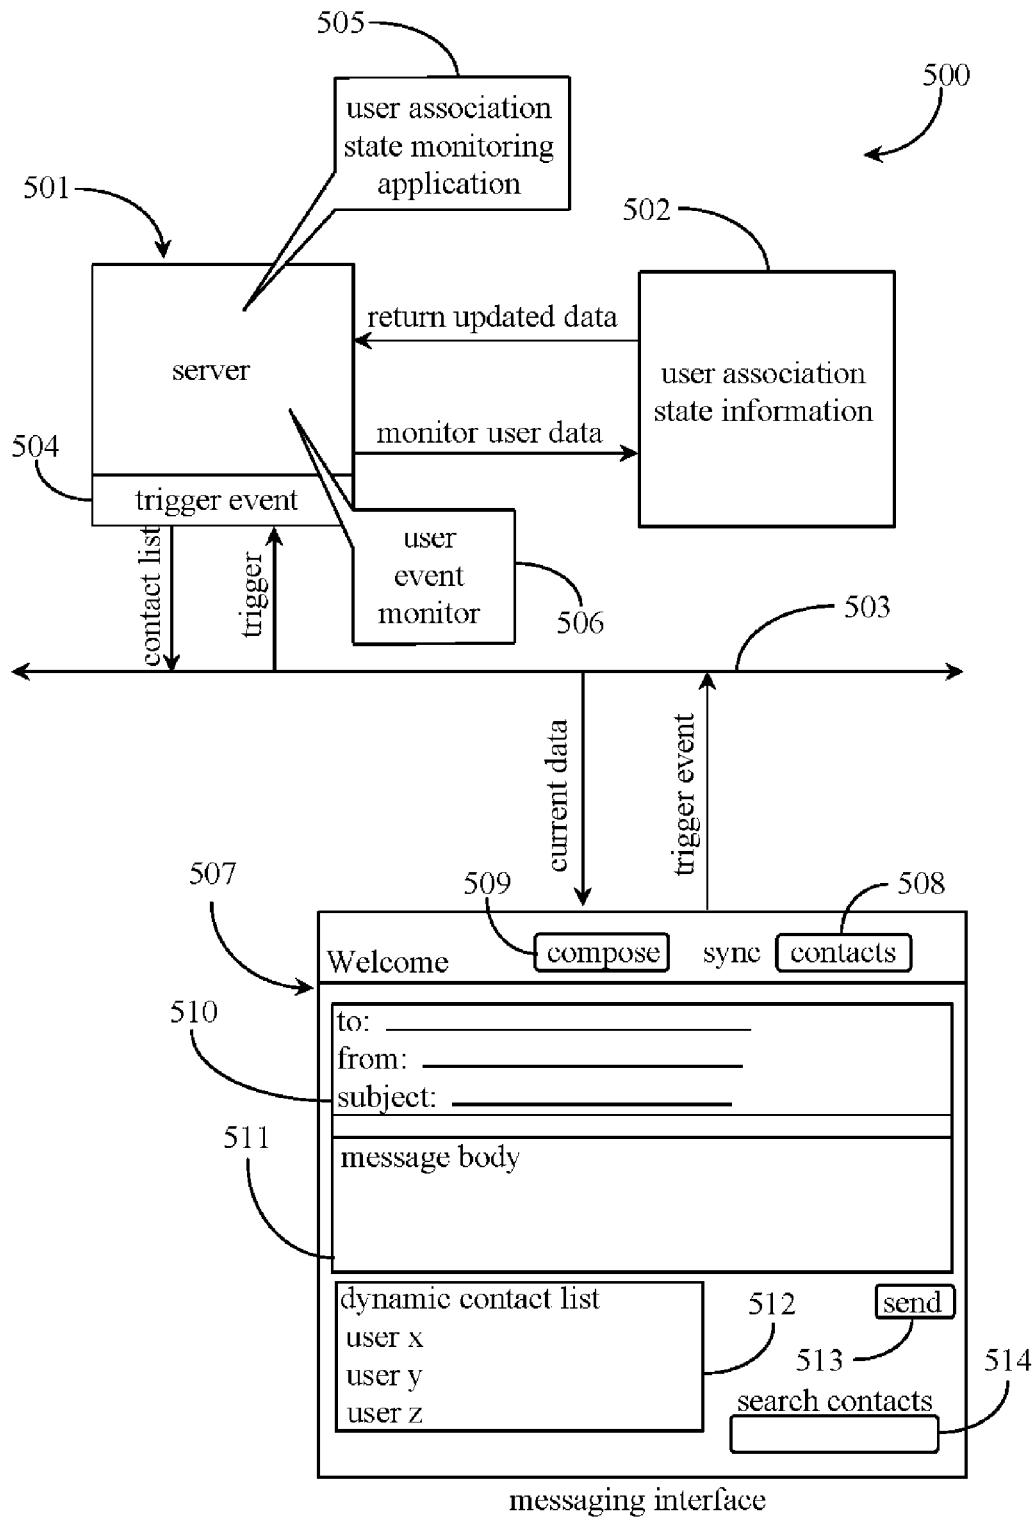 505
500
user association
state monitoring
application
501
502
return updated data
server
user association
state information
monitor user data
504
trigger event
user
event
monitor
contact list
trigger
506
503
current data
trigger event
507
509
508
Welcome
compose
sync
contacts
510
to:
from:
subject:
511
message body
dynamic contact list
user x
user y
user z
512
send
513
514
search contacts
messaging interface